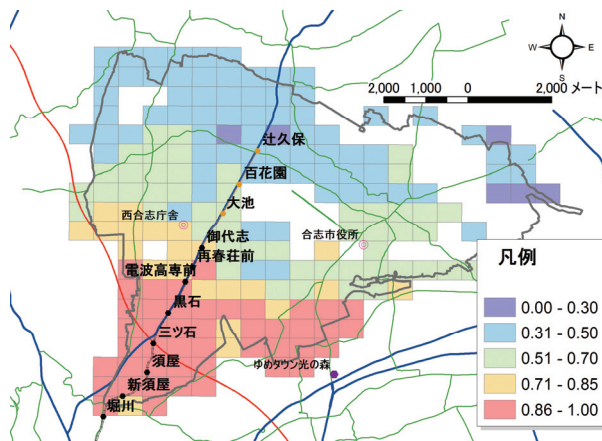 N
W E
S
2,000 1,000 0 2,000 メート
辻久保
百花園
大池
西合志庁舎
御代志
合志市役所
再春荘前
電波高専前
黒石
三ツ石
須屋
ゆめタウン光の森
新須屋
堀川
凡例
0.00 - 0.30
0.31 - 0.50
0.51 - 0.70
0.71 - 0.85
0.86 - 1.00